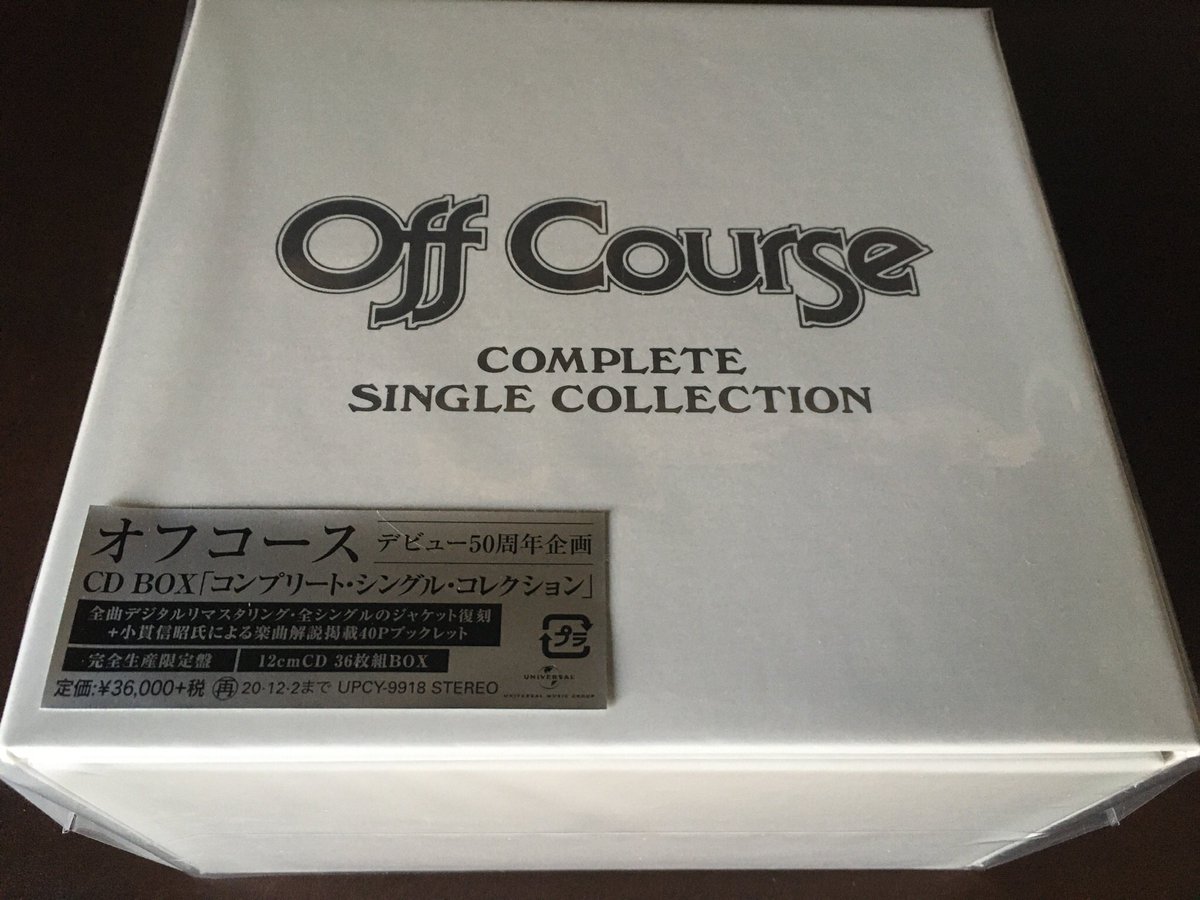 Off Course
COMPLETE
SINGLE COLLECTION
オフコース デビュー50周年企画
CD BOX「コンプリート・シングル・コレクション」
全曲デジタルリマスタリング・全シングルのジャケット復刻
+小貫信昭氏による楽曲解説掲載40Pブックレット
プラ
完全生産限定盤 12cmCD 36枚組BOX
UNIVERSAL
UNIVERSAL MUSIC GROUP
定価:¥36,000+税 再 20・12・2まで UPCY-9918 STEREO